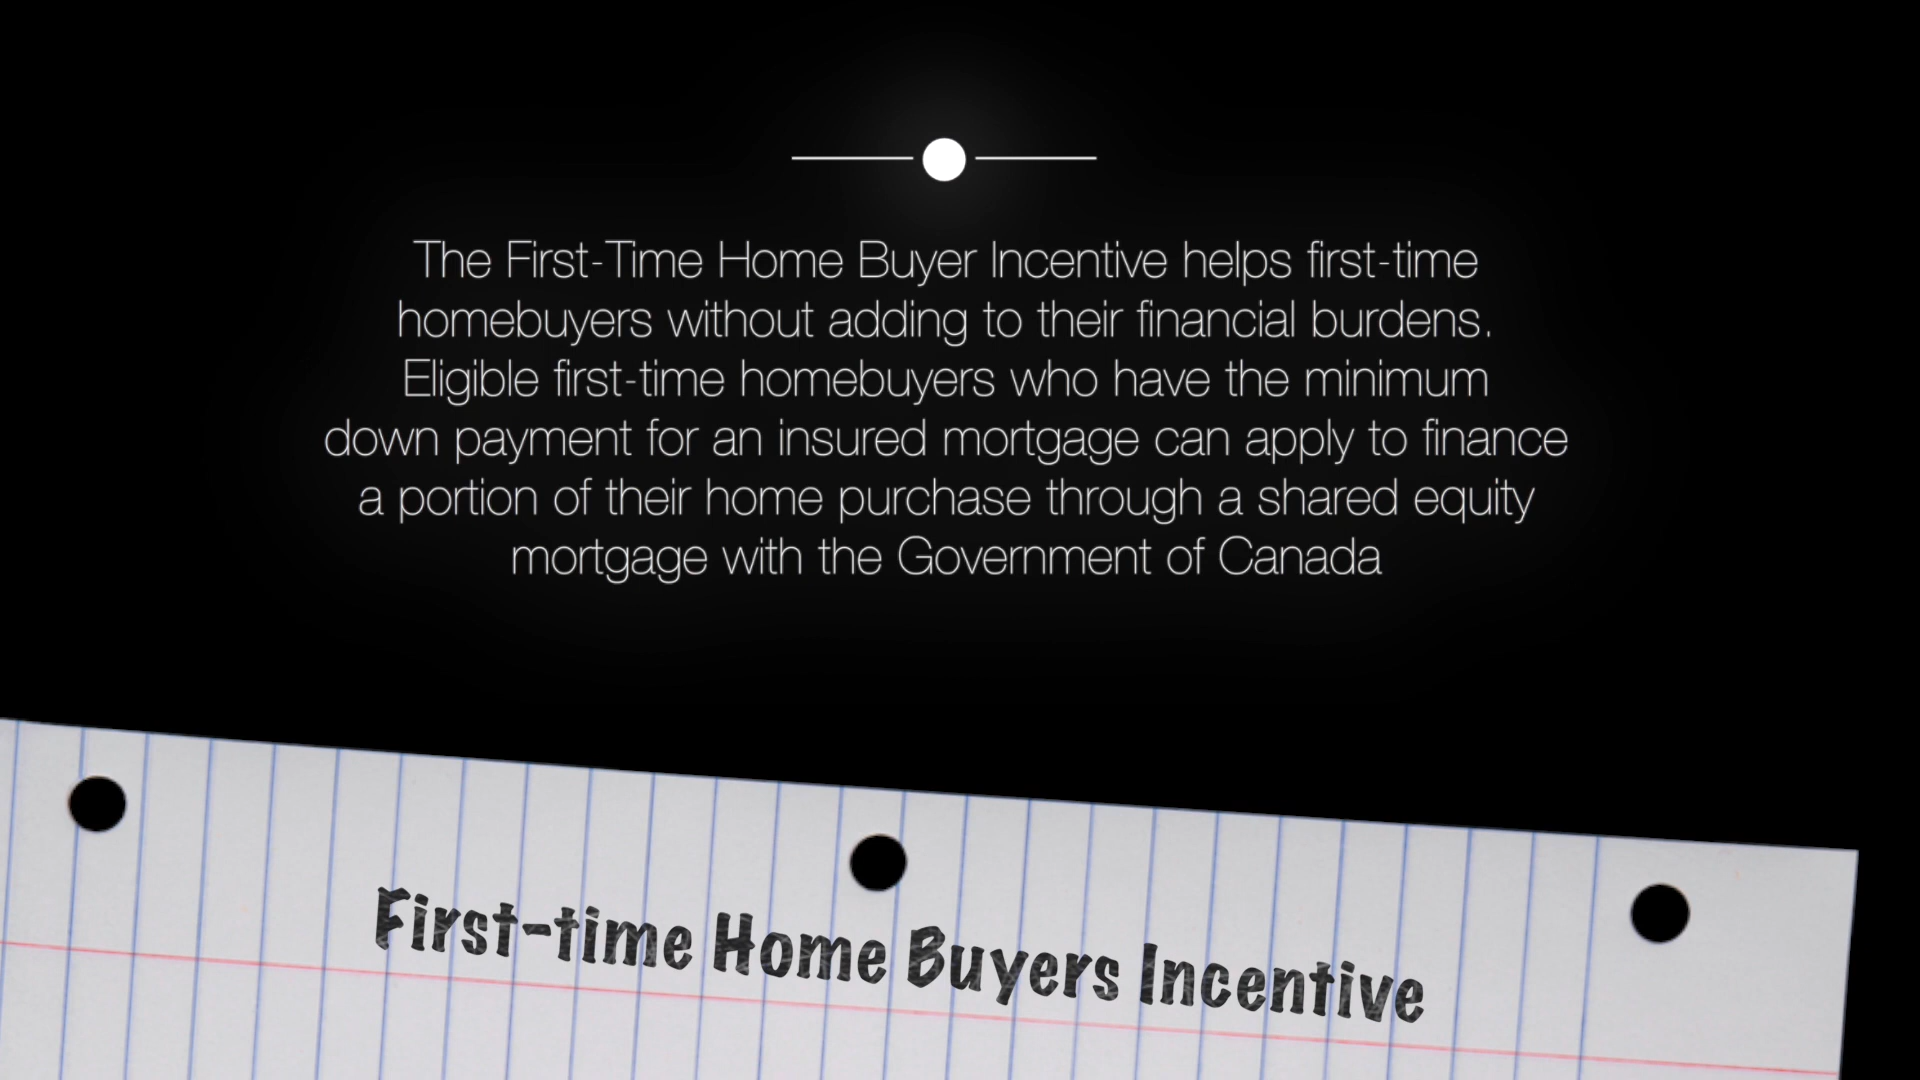 The First-Time Home Buyer Incentive helps first-time
homebuyers without adding to their financial burdens.
Eligible first-time homebuyers who have the minimum
down payment for an insured mortgage can apply to finance
a portion of their home purchase through a shared equity
mortgage with the Government of Canada
First-time Home Buyers Incentive